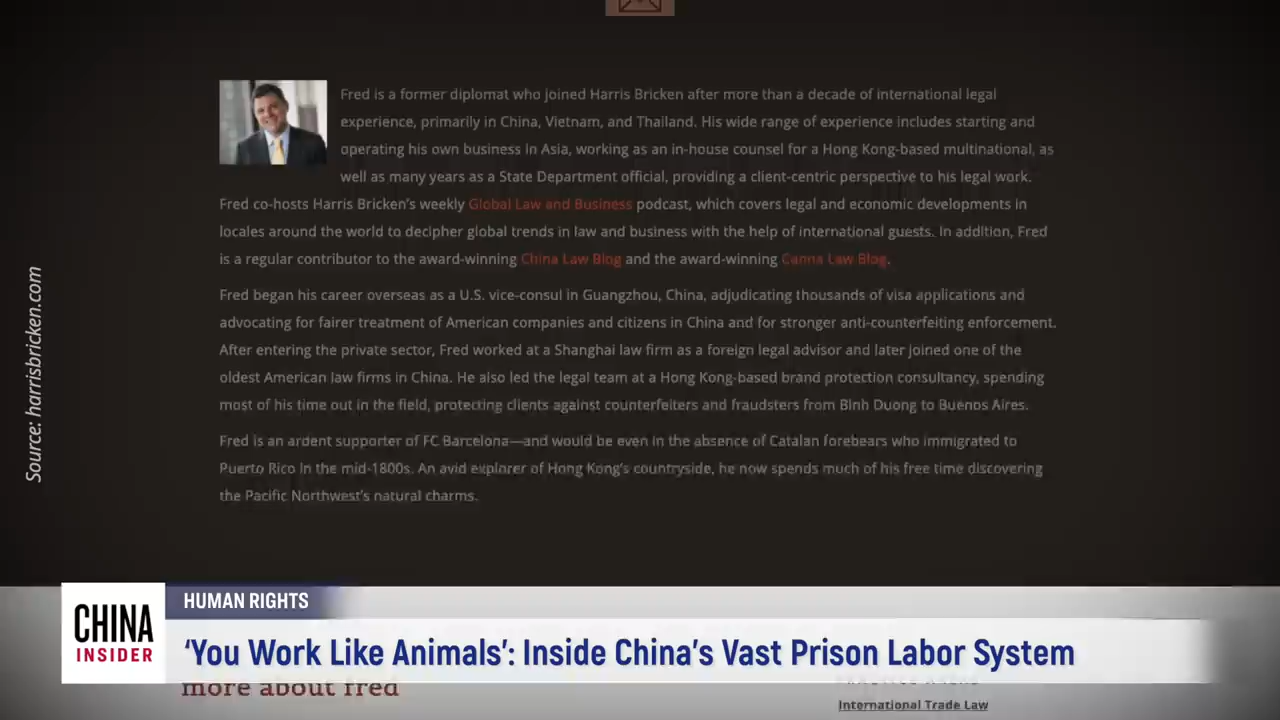 Fred is a former diplomat who joined Harris Bricken after more than a decade of international legal
experience, primarily in China, Vietnam, and Thailand. His wide range of experience includes starting and
operating his own business in Asia, working as an in-house counsel for a Hong Kong-based multinational, as
well as many years as a State Department official, providing a client-centric perspective to his legal work.
Fred co-hosts Harris Bricken's weekly Global Law and Business podcast, which covers legal and economic developments in
locales around the world to decipher global trends in law and business with the help of international guests. In addition, Fred
is a regular contributor to the award-winning China Law Blog and the award-winning Canna Law Blog.
Fred began his career overseas as a U.S. vice-consul in Guangzhou, China, adjudicating thousands of visa applications and
advocating for fairer treatment of American companies and citizens in China and for stronger anti-counterfeiting enforcement.
After entering the private sector, Fred worked at a Shanghai law firm as a foreign legal advisor and later joined one of the
oldest American law firms in China. He also led the legal team at a Hong Kong-based brand protection consultancy, spending
most of his time out in the field, protecting clients against counterfeiters and fraudsters from Binh Duong to Buenos Aires.
Fred is an ardent supporter of FC Barcelona—and would be even in the absence of Catalan forebears who immigrated to
Puerto Rico in the mid-1800s. An avid explorer of Hong Kong's countryside, he now spends much of his free time discovering
the Pacific Northwest's natural charms.
Source: harrisbricken.com
HUMAN RIGHTS
CHINA
INSIDER
'You Work Like Animals': Inside China's Vast Prison Labor System
more about fred
International Trade Law